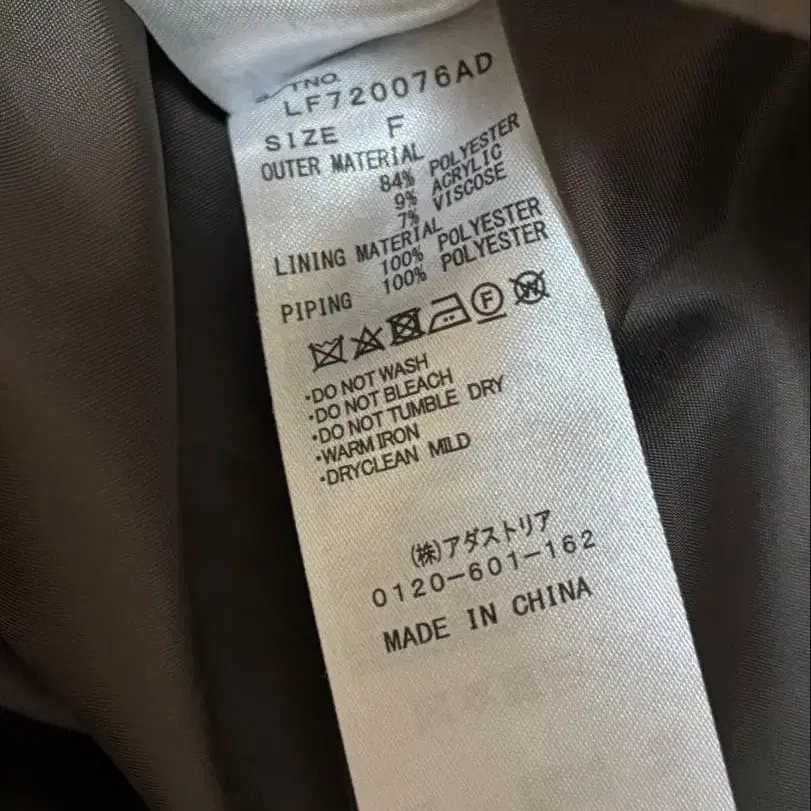 LF720076AD
SIZE F
OUTER MATERIAL
84% POLYESTER
9% ACRYLIC
7% VISCOSE
LINING MATERIAL
100% POLYESTER
PIPING 100% POLYESTER
F W
・DO NOT WASH
・DO NOT BLEACH
・DO NOT TUMBLE DRY
・WARM IRON
・DRYCLEAN MILD
(株)アダストリア
0120-601-162
MADE IN CHINA